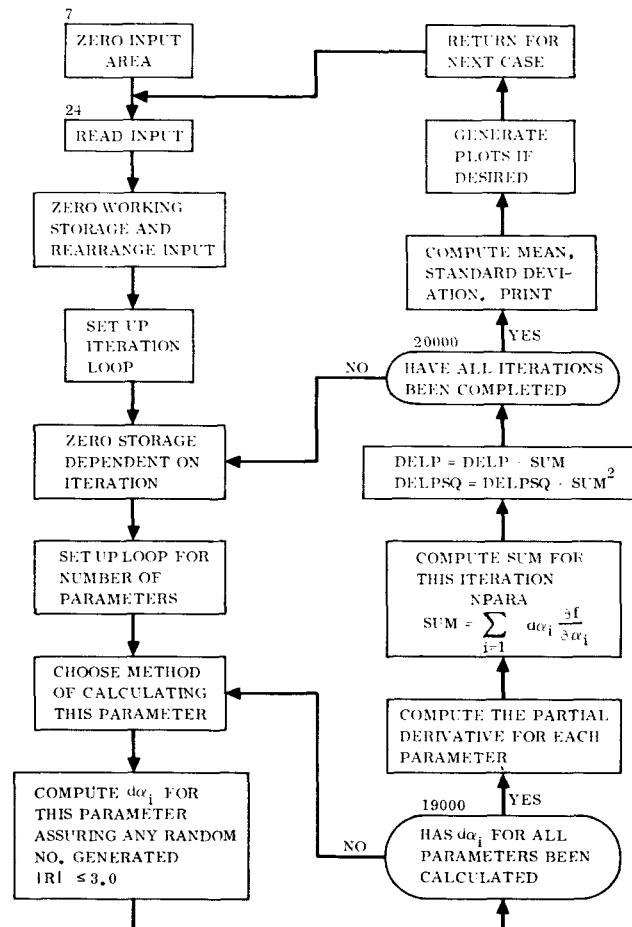 7
ZERO INPUT
AREA
24
READ INPUT
ZERO WORKING
STORAGE AND
REARRANGE INPUT
SET UP
ITERATION
LOOP
ZERO STORAGE
DEPENDENT ON
ITERATION
SET UP LOOP FOR
NUMBER OF
PARAMETERS
CHOOSE METHOD
OF CALCULATING
THIS PARAMETER
COMPUTE dα_i FOR
THIS PARAMETER
ASSURING ANY RANDOM
NO. GENERATED
|R| ≤ 3.0
RETURN FOR
NEXT CASE
GENERATE
PLOTS IF
DESIRED
COMPUTE MEAN,
STANDARD DEVI-
ATION. PRINT
YES
20000
NO
HAVE ALL ITERATIONS
BEEN COMPLETED
DELP = DELP · SUM
DELPSQ = DELPSQ · SUM²
COMPUTE SUM FOR
THIS ITERATION
NPARA
SUM = ∑ dα_i ∂f/∂α_i
i=1
COMPUTE THE PARTIAL
DERIVATIVE FOR EACH
PARAMETER
YES
19000
NO
HAS dα_i FOR ALL
PARAMETERS BEEN
CALCULATED